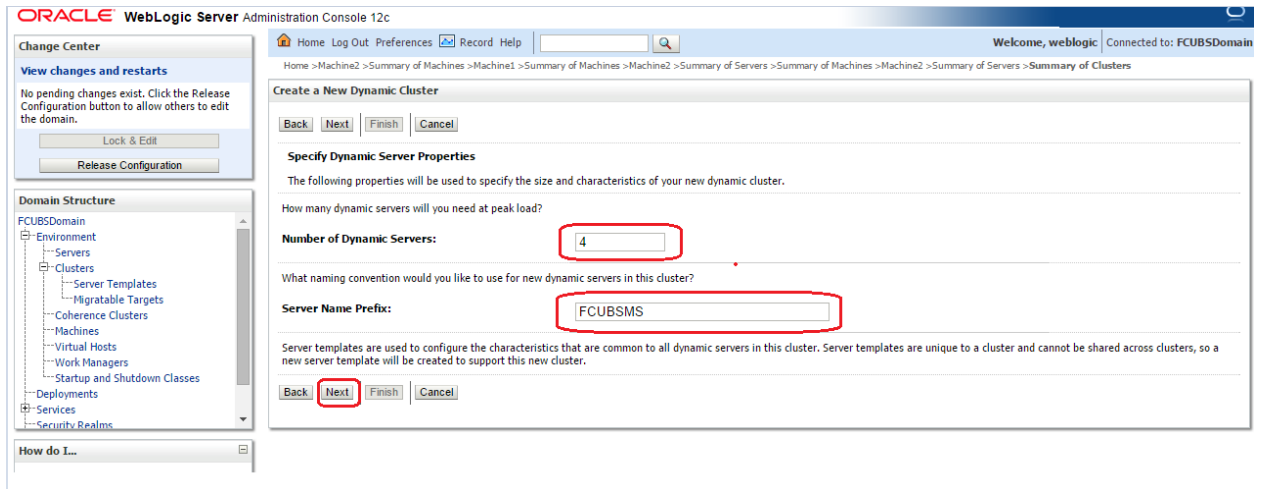 ORACLE WebLogic Server Administration Console 12c
Change Center
View changes and restarts
No pending changes exist. Click the Release
Configuration button to allow others to edit
the domain.
Lock & Edit
Release Configuration
Domain Structure
FCUBSDomain
Environment
Servers
Clusters
Server Templates
Migratable Targets
Coherence Clusters
Machines
Virtual Hosts
Work Managers
Startup and Shutdown Classes
Deployments
Services
Security Realms
How do I...
Home Log Out Preferences Record Help
Welcome, weblogic Connected to: FCUBSDomain
Home >Machine2 >Summary of Machines >Machine1 >Summary of Machines >Machine2 >Summary of Servers >Summary of Machines >Machine2 >Summary of Servers >Summary of Clusters
Create a New Dynamic Cluster
Back Next Finish Cancel
Specify Dynamic Server Properties
The following properties will be used to specify the size and characteristics of your new dynamic cluster.
How many dynamic servers will you need at peak load?
Number of Dynamic Servers: 4
What naming convention would you like to use for new dynamic servers in this cluster?
Server Name Prefix: FCUBSMS
Server templates are used to configure the characteristics that are common to all dynamic servers in this cluster. Server templates are unique to a cluster and cannot be shared across clusters, so a
new server template will be created to support this new cluster.
Back Next Finish Cancel